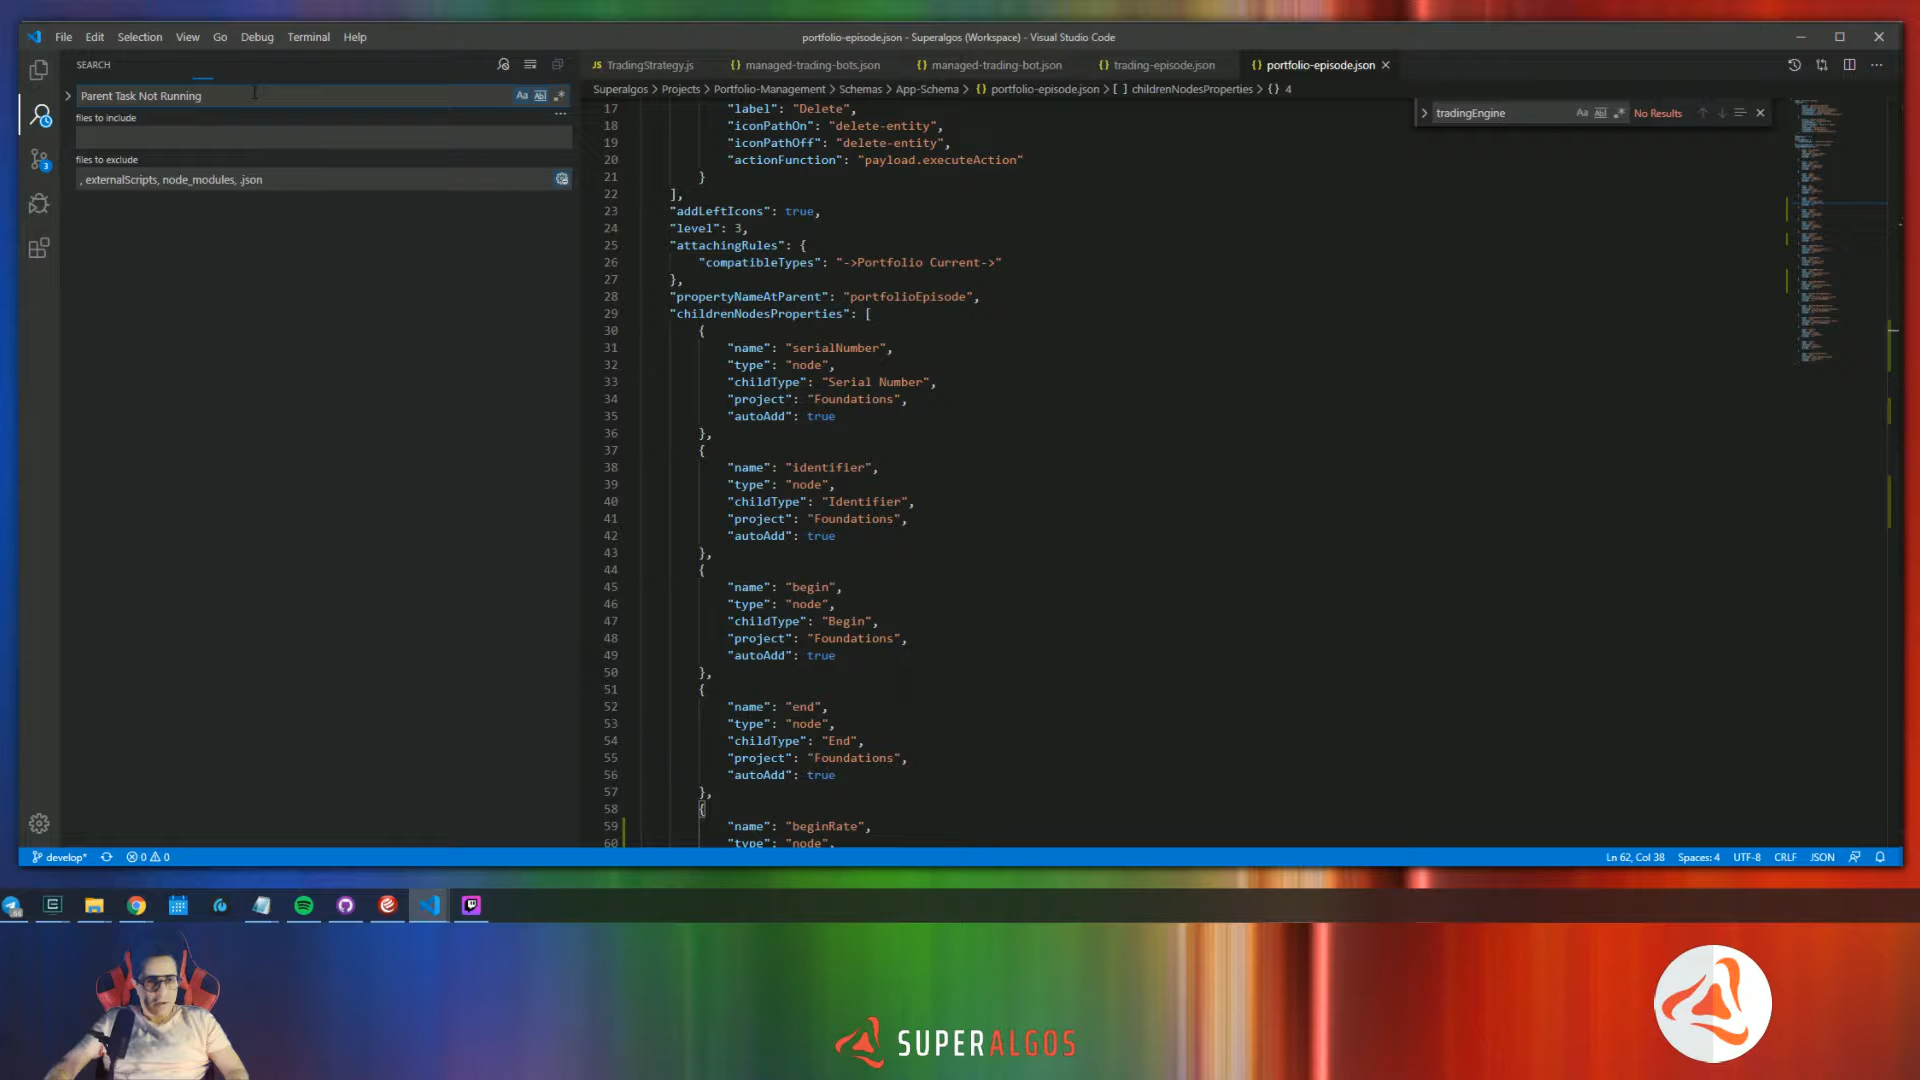 File Edit Selection View Go Debug Terminal Help
portfolio-episode.json - Superalgos (Workspace) - Visual Studio Code
SEARCH
Parent Task Not Running
Aa Abl .*
files to include
...
files to exclude
, externalScripts, node_modules, .json
3
JS TradingStrategy.js {} managed-trading-bots.json {} managed-trading-bot.json {} trading-episode.json {} portfolio-episode.json
Superalgos > Projects > Portfolio-Management > Schemas > App-Schema > {} portfolio-episode.json > [ ] childrenNodesProperties > {} 4
tradingEngine Aa Abl .* No Results
17 "label": "Delete",
18 "iconPathOn": "delete-entity",
19 "iconPathOff": "delete-entity",
20 "actionFunction": "payload.executeAction"
21 }
22 ],
23 "addLeftIcons": true,
24 "level": 3,
25 "attachingRules": {
26 "compatibleTypes": "->Portfolio Current->"
27 },
28 "propertyNameAtParent": "portfolioEpisode",
29 "childrenNodesProperties": [
30 {
31 "name": "serialNumber",
32 "type": "node",
33 "childType": "Serial Number",
34 "project": "Foundations",
35 "autoAdd": true
36 },
37 {
38 "name": "identifier",
39 "type": "node",
40 "childType": "Identifier",
41 "project": "Foundations",
42 "autoAdd": true
43 },
44 {
45 "name": "begin",
46 "type": "node",
47 "childType": "Begin",
48 "project": "Foundations",
49 "autoAdd": true
50 },
51 {
52 "name": "end",
53 "type": "node",
54 "childType": "End",
55 "project": "Foundations",
56 "autoAdd": true
57 },
58 {
59 "name": "beginRate",
60 "type": "node",
develop* 0 0
Ln 62, Col 38 Spaces: 4 UTF-8 CRLF JSON
SUPERALGOS